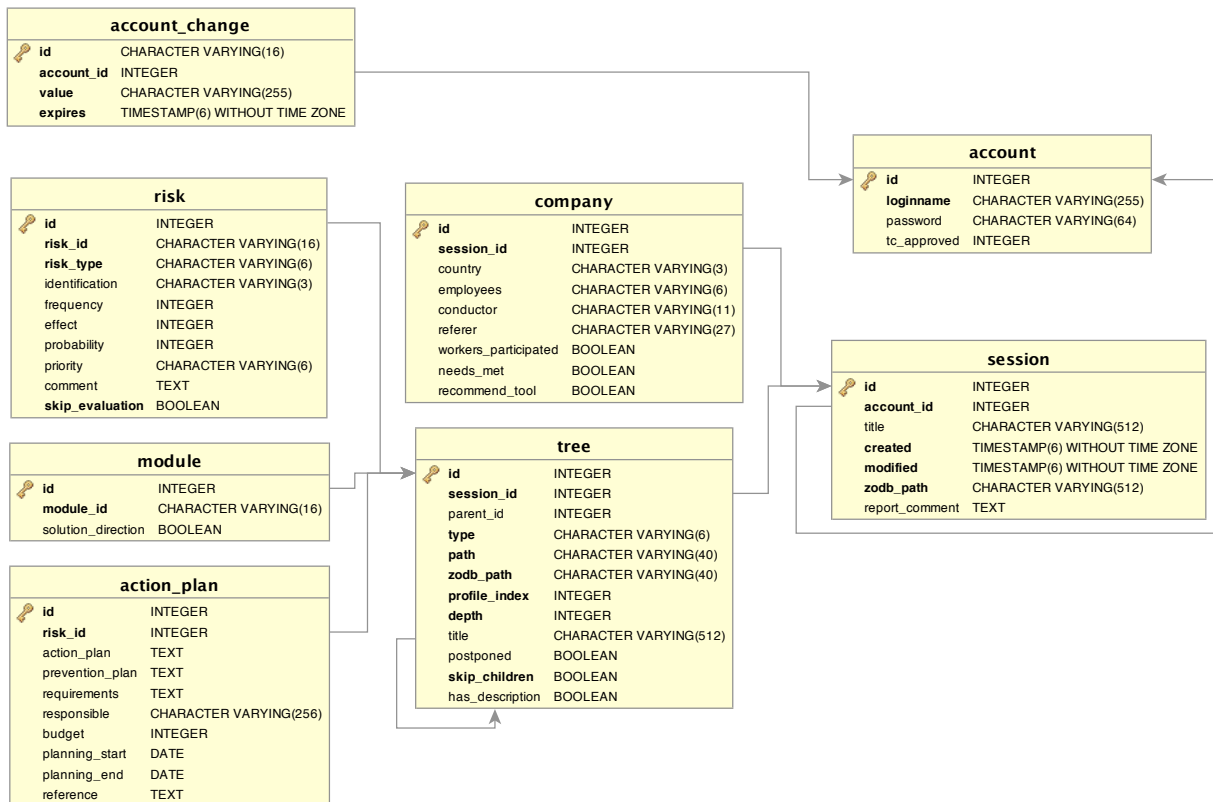 account_change
id CHARACTER VARYING(16)
account_id INTEGER
value CHARACTER VARYING(255)
expires TIMESTAMP(6) WITHOUT TIME ZONE
account
id INTEGER
loginname CHARACTER VARYING(255)
password CHARACTER VARYING(64)
tc_approved INTEGER
risk
id INTEGER
risk_id CHARACTER VARYING(16)
risk_type CHARACTER VARYING(6)
identification CHARACTER VARYING(3)
frequency INTEGER
effect INTEGER
probability INTEGER
priority CHARACTER VARYING(6)
comment TEXT
skip_evaluation BOOLEAN
company
id INTEGER
session_id INTEGER
country CHARACTER VARYING(3)
employees CHARACTER VARYING(6)
conductor CHARACTER VARYING(11)
referer CHARACTER VARYING(27)
workers_participated BOOLEAN
needs_met BOOLEAN
recommend_tool BOOLEAN
session
id INTEGER
account_id INTEGER
title CHARACTER VARYING(512)
created TIMESTAMP(6) WITHOUT TIME ZONE
modified TIMESTAMP(6) WITHOUT TIME ZONE
zodb_path CHARACTER VARYING(512)
report_comment TEXT
module
id INTEGER
module_id CHARACTER VARYING(16)
solution_direction BOOLEAN
tree
id INTEGER
session_id INTEGER
parent_id INTEGER
type CHARACTER VARYING(6)
path CHARACTER VARYING(40)
zodb_path CHARACTER VARYING(40)
profile_index INTEGER
depth INTEGER
title CHARACTER VARYING(512)
postponed BOOLEAN
skip_children BOOLEAN
has_description BOOLEAN
action_plan
id INTEGER
risk_id INTEGER
action_plan TEXT
prevention_plan TEXT
requirements TEXT
responsible CHARACTER VARYING(256)
budget INTEGER
planning_start DATE
planning_end DATE
reference TEXT